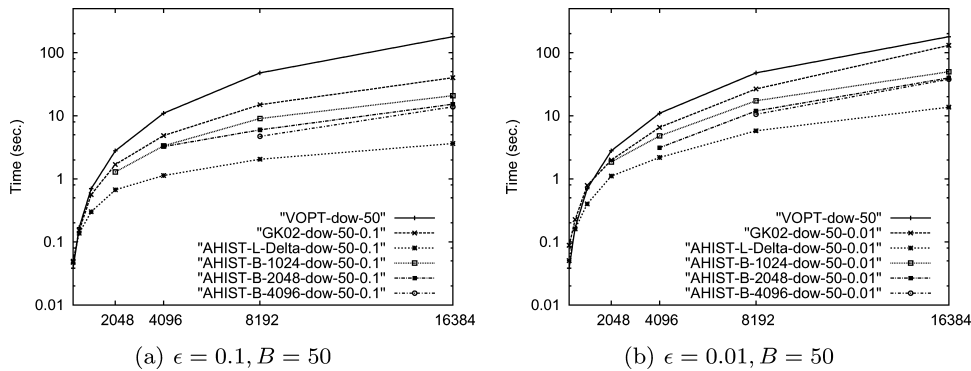 Time (sec.)
100
10
1
0.1
0.01
2048
4096
8192
16384
"VOPT-dow-50"
"GK02-dow-50-0.1"
"AHIST-L-Delta-dow-50-0.1"
"AHIST-B-1024-dow-50-0.1"
"AHIST-B-2048-dow-50-0.1"
"AHIST-B-4096-dow-50-0.1"
(a) ϵ = 0.1, B = 50
Time (sec.)
100
10
1
0.1
0.01
2048
4096
8192
16384
"VOPT-dow-50"
"GK02-dow-50-0.01"
"AHIST-L-Delta-dow-50-0.01"
"AHIST-B-1024-dow-50-0.01"
"AHIST-B-2048-dow-50-0.01"
"AHIST-B-4096-dow-50-0.01"
(b) ϵ = 0.01, B = 50